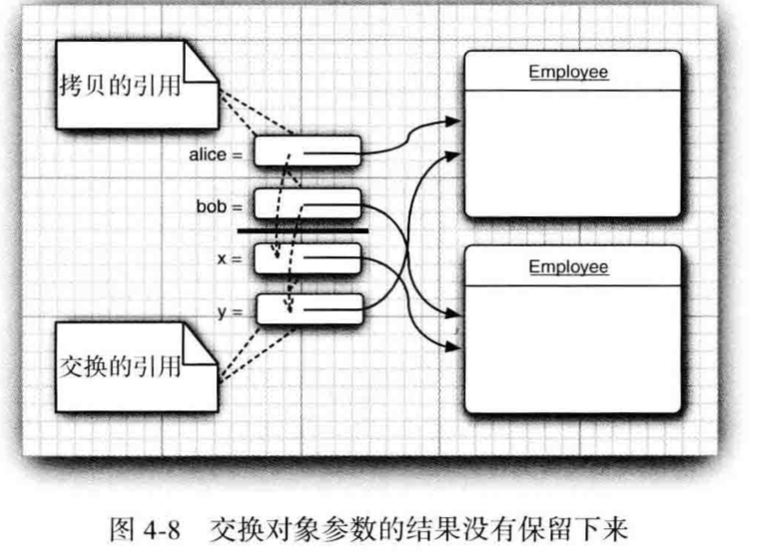 拷贝的引用
Employee
alice =
bob =
x =
Employee
y =
交换的引用
图 4-8 交换对象参数的结果没有保留下来